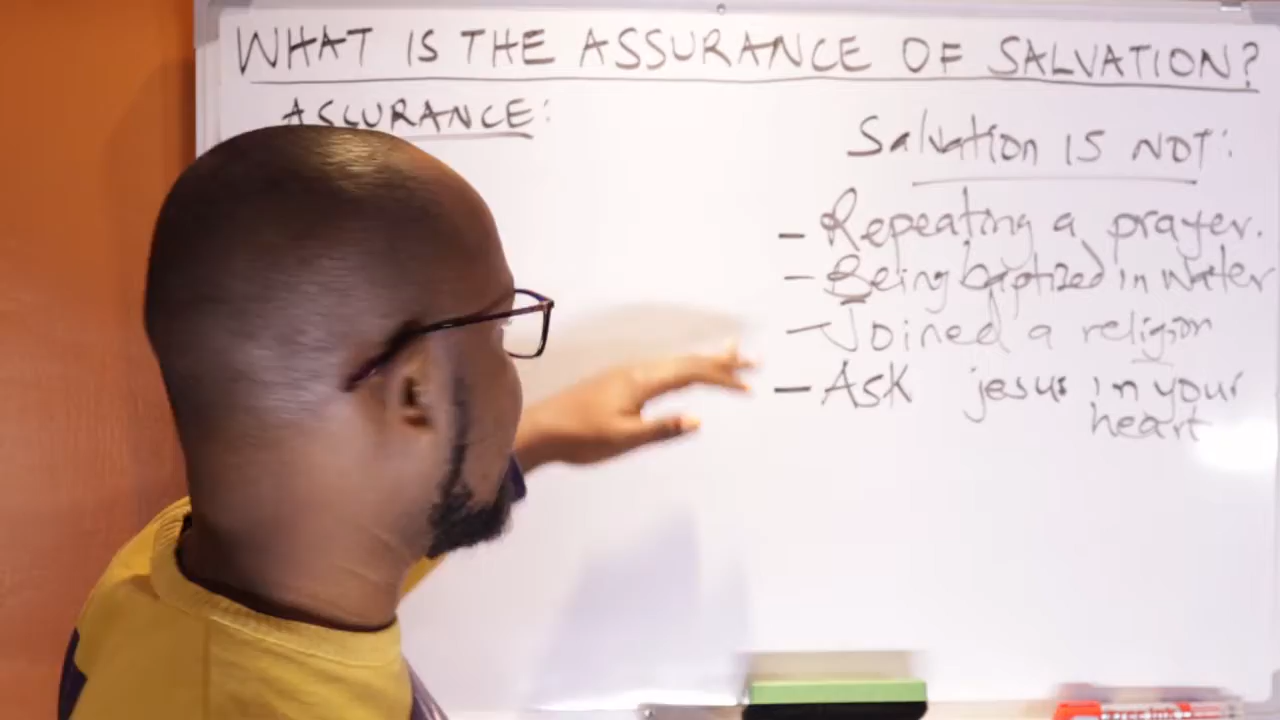 WHAT IS THE ASSURANCE OF SALVATION?
ASSURANCE:
Salvation IS NOT:
- Repeating a prayer.
- Being baptized in water
- Joined a religion
- Ask jesus in your
heart